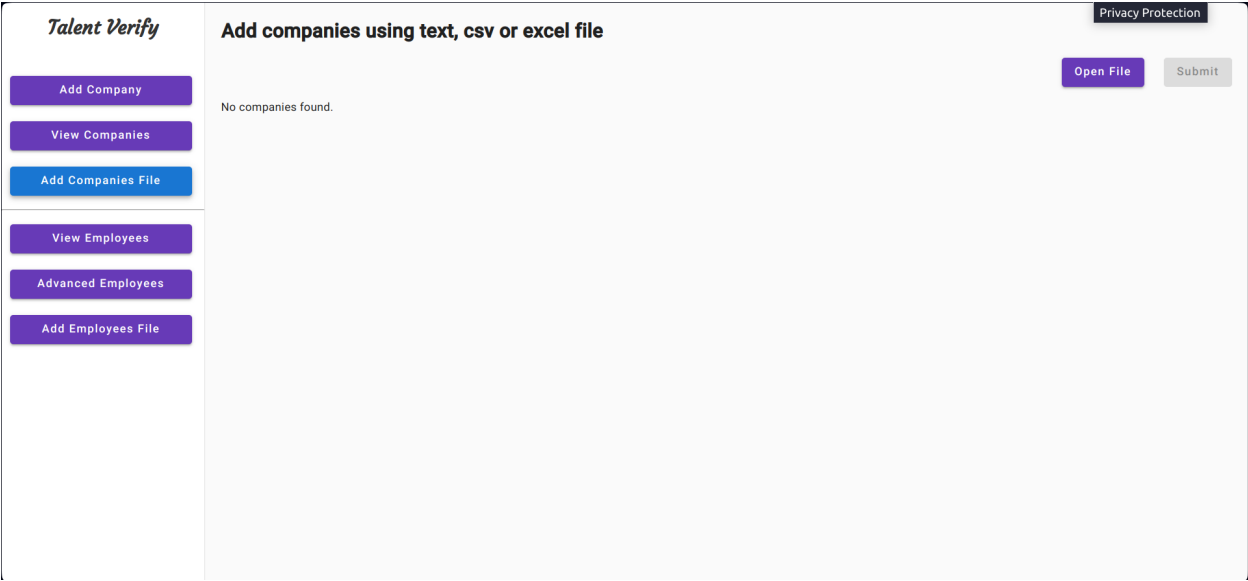 Talent Verify
Add Company
View Companies
Add Companies File
View Employees
Advanced Employees
Add Employees File
Privacy Protection
Add companies using text, csv or excel file
Open File
Submit
No companies found.